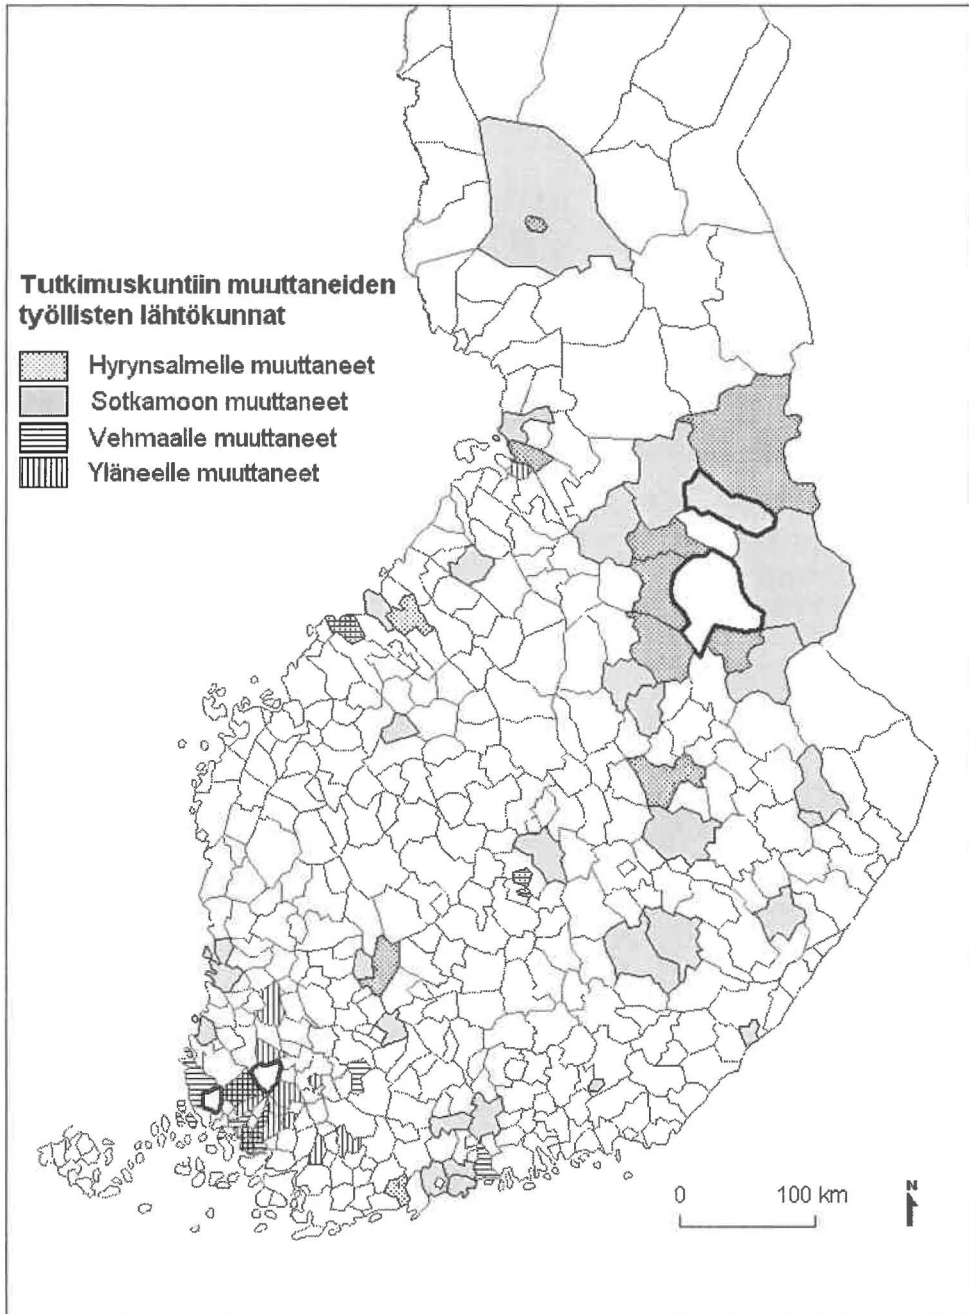 Tutkimuskuntiin muuttaneiden
työllisten lähtökunnat
Hyrynsalmelle muuttaneet
Sotkamoon muuttaneet
Vehmaalle muuttaneet
Yläneelle muuttaneet
0 100 km
N